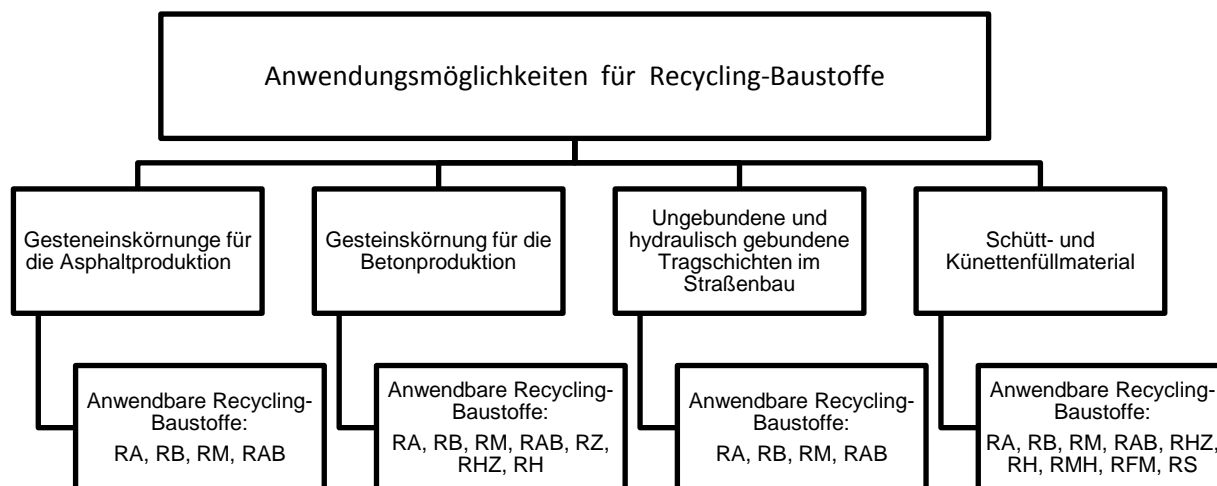 Anwendungsmöglichkeiten für Recycling-Baustoffe
Gesteneinskörnunge für
die Asphaltproduktion
Gesteinskörnung für die
Betonproduktion
Ungebundene und
hydraulisch gebundene
Tragschichten im
Straßenbau
Schütt- und
Künettenfüllmaterial
Anwendbare Recycling-
Baustoffe:
RA, RB, RM, RAB
Anwendbare Recycling-
Baustoffe:
RA, RB, RM, RAB, RZ,
RHZ, RH
Anwendbare Recycling-
Baustoffe:
RA, RB, RM, RAB
Anwendbare Recycling-
Baustoffe:
RA, RB, RM, RAB, RHZ,
RH, RMH, RFM, RS